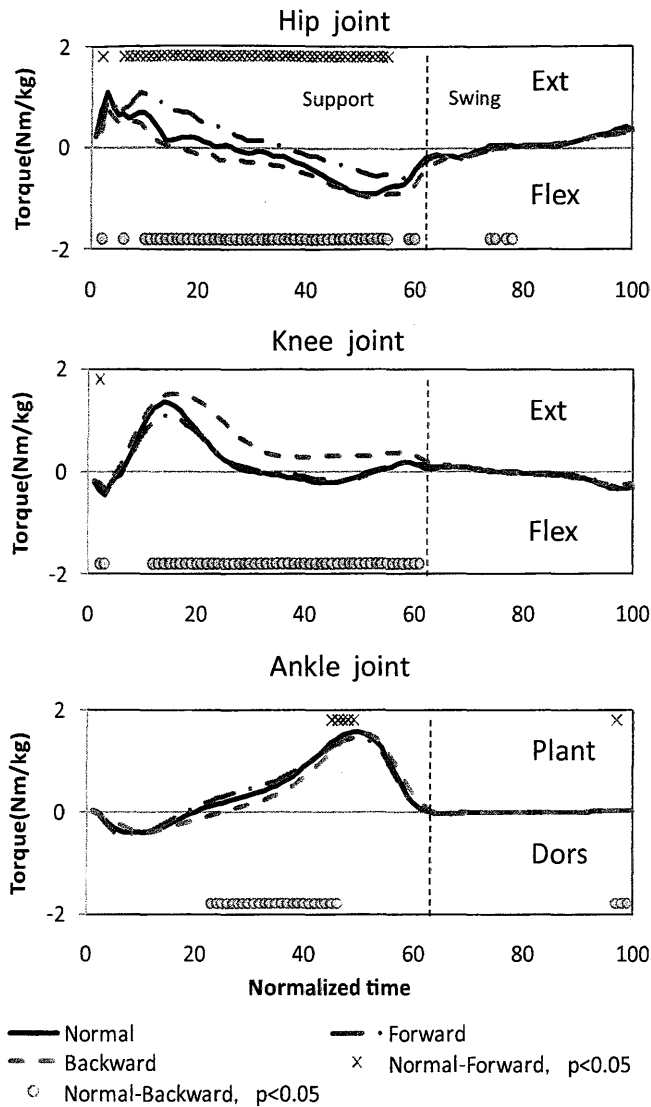 Hip joint
Torque(Nm/kg)
2
0
-2
Support
Swing
Ext
Flex
0 20 40 60 80 100
Knee joint
Torque(Nm/kg)
2
0
-2
Ext
Flex
0 20 40 60 80 100
Ankle joint
Torque(Nm/kg)
2
0
-2
Plant
Dors
0 20 40 60 80 100
Normalized time
Normal
Forward
Backward
Normal-Forward, p<0.05
Normal-Backward, p<0.05